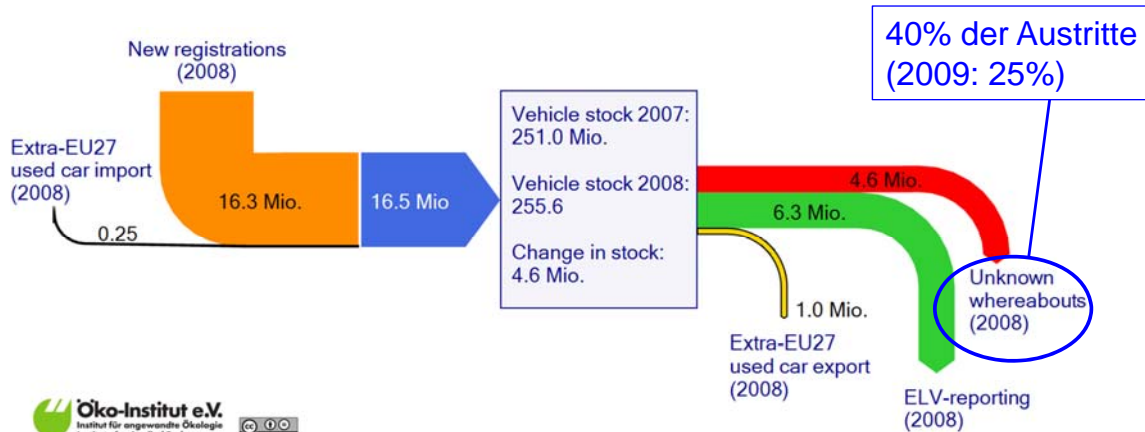 40% der Austritte
(2009: 25%)
New registrations
(2008)
Extra-EU27
used car import
(2008)
0.25
16.3 Mio.
16.5 Mio
Vehicle stock 2007:
251.0 Mio.
Vehicle stock 2008:
255.6
Change in stock:
4.6 Mio.
4.6 Mio.
6.3 Mio.
1.0 Mio.
Unknown
whereabouts
(2008)
Extra-EU27
used car export
(2008)
ELV-reporting
(2008)
Öko-Institut e.V.
Institut für angewandte Ökologie